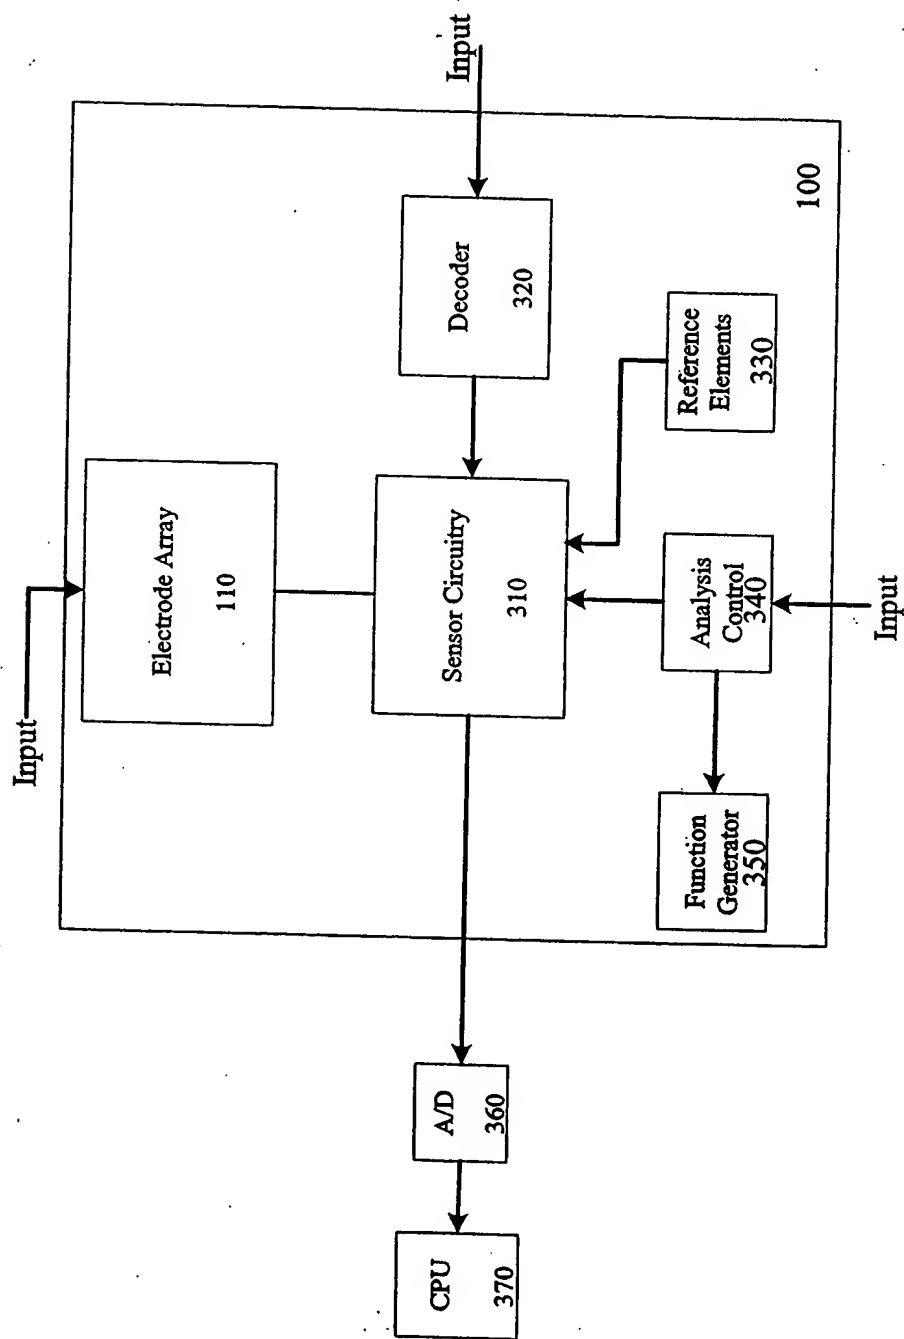 Input
Electrode Array
110
Input
Decoder
320
Sensor Circuitry
310
Reference
Elements
330
Analysis
Control
340
Input
Function
Generator
350
100
A/D
360
CPU
370